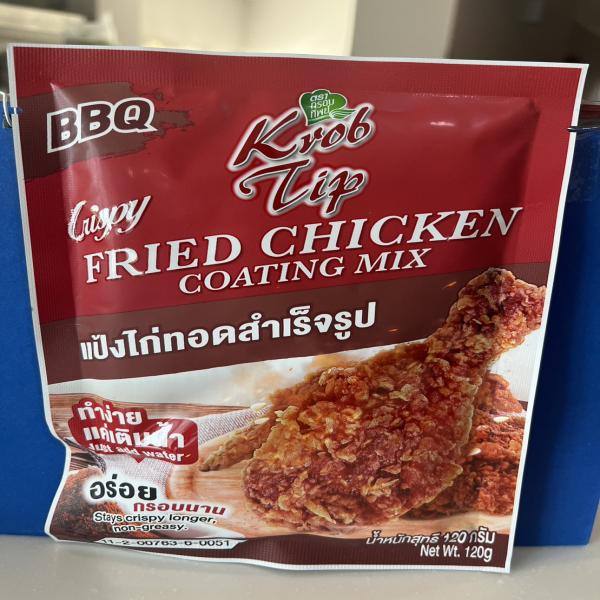 BBQ
ตรา
ครอบ
ทิพย์
Krob
Tip
Crispy
FRIED CHICKEN
COATING MIX
แป้งไก่ทอดสำเร็จรูป
ทำง่าย
แค่เติมน้ำ
Just add water
อร่อย
กรอบนาน
Stays crispy longer,
non-greasy.
11-2-00763-6-0051
น้ำหนักสุทธิ 120 กรัม
Net Wt. 120g